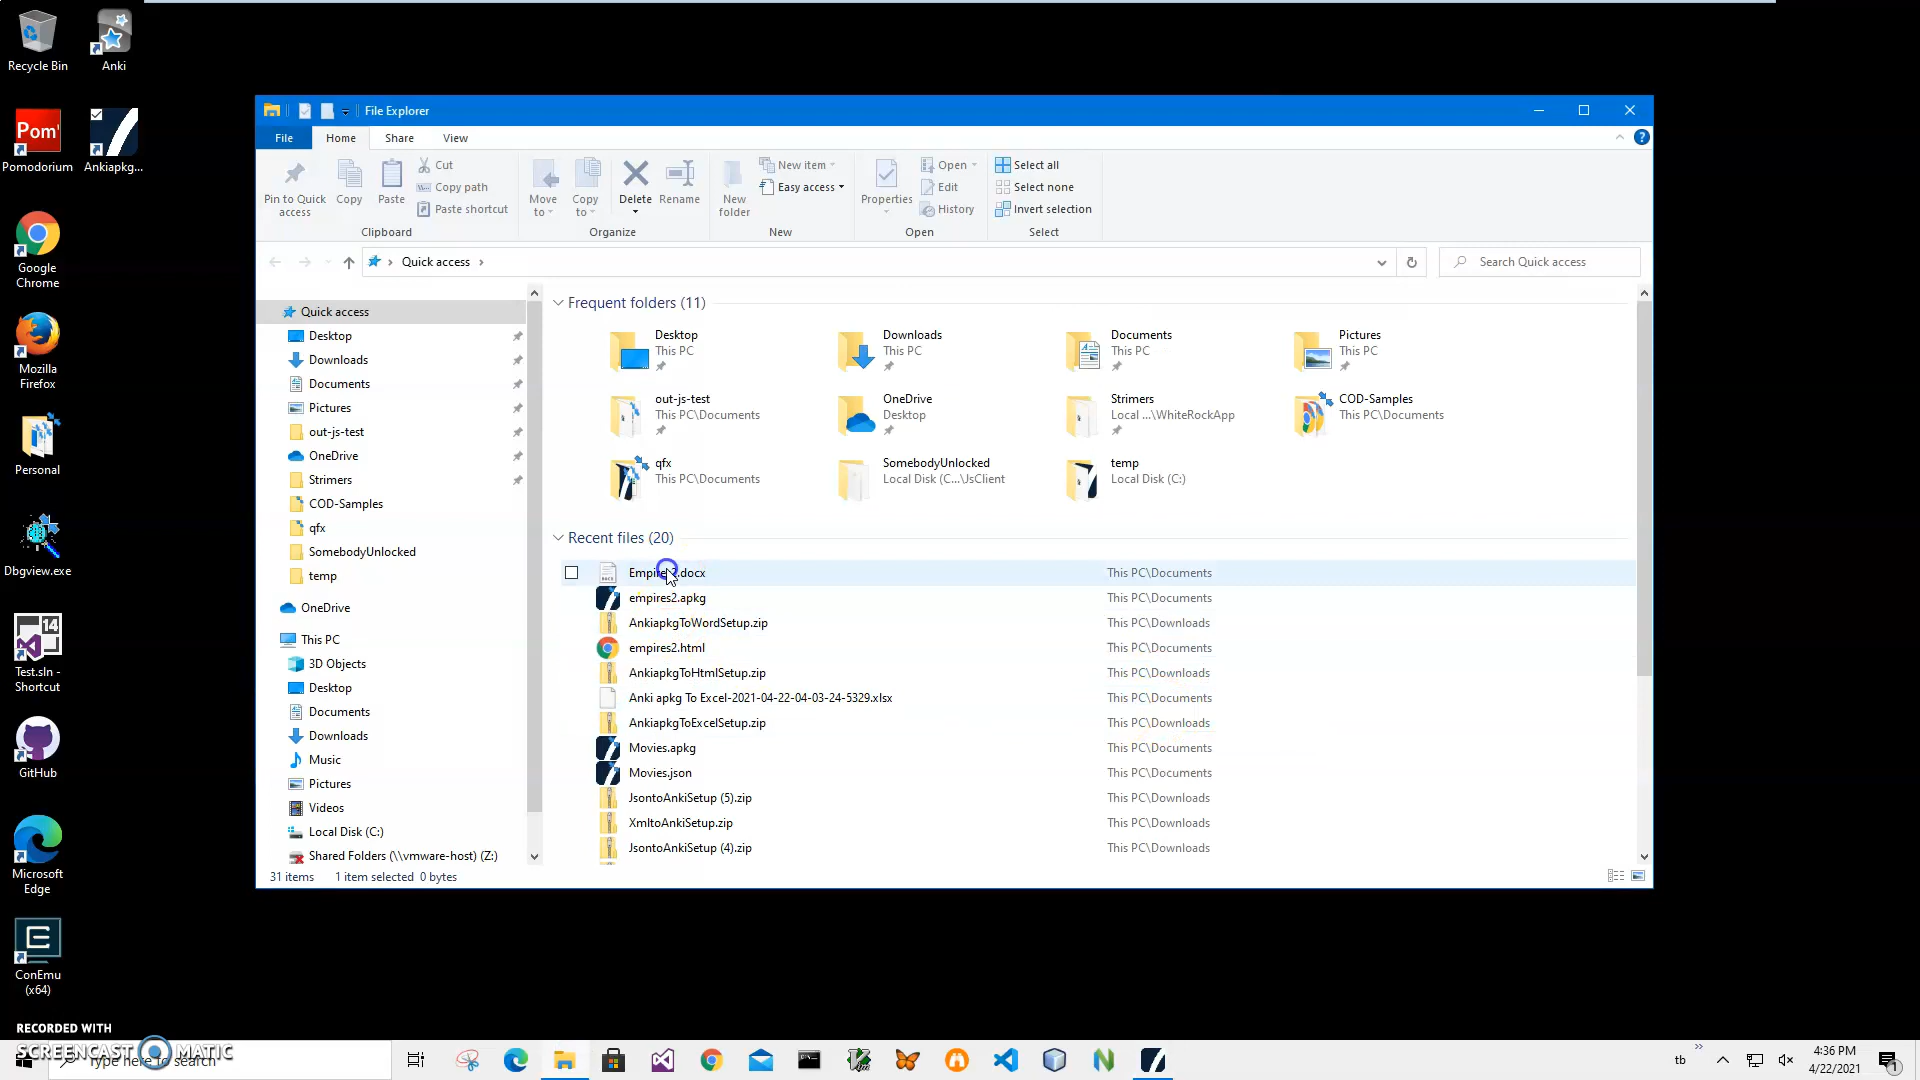 Recycle Bin
Anki
Pom'
Pomodorium
Ankiapkg...
Google
Chrome
Mozilla
Firefox
Personal
Dbgview.exe
14
Test.sln -
Shortcut
GitHub
Microsoft
Edge
ConEmu
(x64)
RECORDED WITH
SCREENCAST MATIC
File Explorer
File
Home
Share
View
Pin to Quick
access
Copy
Paste
Cut
Copy path
Paste shortcut
Clipboard
Move
to
Copy
to
Delete
Rename
Organize
New
folder
New item
Easy access
New
Properties
Open
Edit
History
Open
Select all
Select none
Invert selection
Select
Quick access
Search Quick access
Quick access
Desktop
Downloads
Documents
Pictures
out-js-test
OneDrive
Strimers
COD-Samples
qfx
SomebodyUnlocked
temp
OneDrive
This PC
3D Objects
Desktop
Documents
Downloads
Music
Pictures
Videos
Local Disk (C:)
Shared Folders (\\vmware-host) (Z:)
Frequent folders (11)
Desktop
This PC
Downloads
This PC
Documents
This PC
Pictures
This PC
out-js-test
This PC\Documents
OneDrive
Desktop
Strimers
Local ...\WhiteRockApp
COD-Samples
This PC\Documents
qfx
This PC\Documents
SomebodyUnlocked
Local Disk (C...\JsClient
temp
Local Disk (C:)
Recent files (20)
Empires2.docx This PC\Documents
empires2.apkg This PC\Documents
AnkiapkgToWordSetup.zip This PC\Downloads
empires2.html This PC\Documents
AnkiapkgToHtmlSetup.zip This PC\Downloads
Anki apkg To Excel-2021-04-22-04-03-24-5329.xlsx This PC\Documents
AnkiapkgToExcelSetup.zip This PC\Downloads
Movies.apkg This PC\Documents
Movies.json This PC\Documents
JsontoAnkiSetup (5).zip This PC\Downloads
XmltoAnkiSetup.zip This PC\Downloads
JsontoAnkiSetup (4).zip This PC\Downloads
31 items 1 item selected 0 bytes
Type here to search
tb
4:36 PM
4/22/2021
1